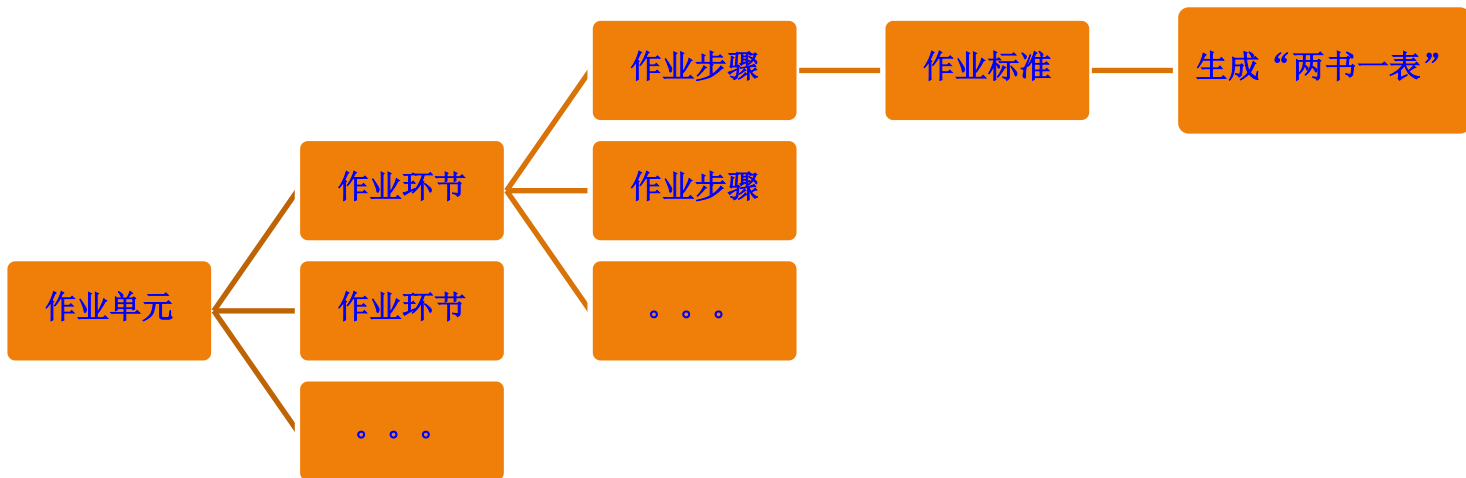 作业步骤
作业标准
生成“两书一表”
作业环节
作业步骤
作业单元
作业环节
。。。
。。。